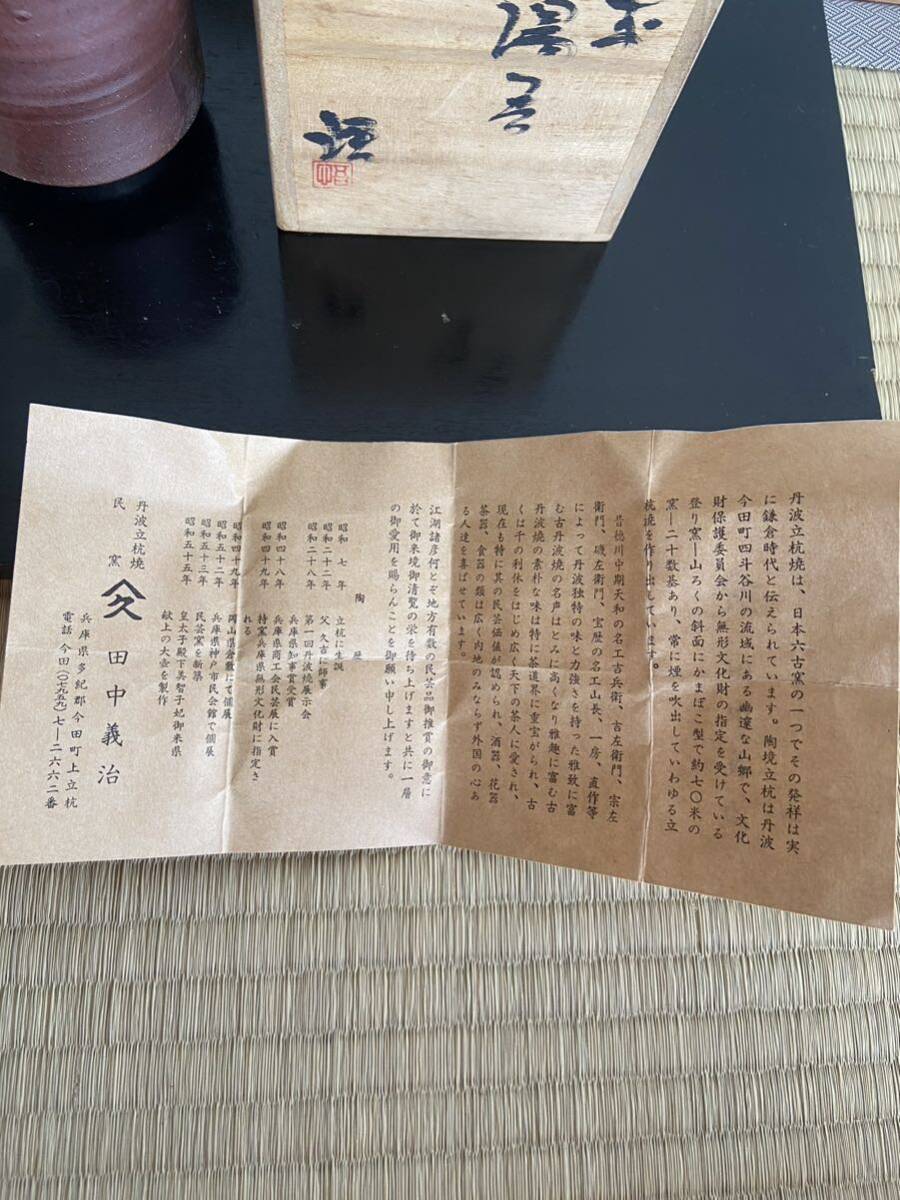 陶呂
丹波立杭焼は、日本六古窯の一つでその発祥は実
に鎌倉時代と伝えられています。陶境立杭は丹波
今田町四斗谷川の流域にある幽邃な山郷で、文化
財保護委員会から無形文化財の指定を受けている
登り窯―山ろくの斜面にかまぼこ型で約七〇米の
窯―二十数基あり、常に煙を吹出していわゆる立
杭焼を作り出しています。
昔徳川中期天和の名工吉兵衛、吉左衛門、宗左
衛門、磯左衛門、宝暦の名工山長、一房、直作等
によって丹波独特の味と力強さを持った雅致に富
む古丹波焼の名声はとみに高くなり雅趣に富む古
丹波焼の素朴な味は特に茶道界に重宝がられ、古
くは千の利休をはじめ広く天下の茶人に愛され、
現在も特に其の民芸価値が認められ、酒器、花器
茶器、食器の類は広く内地のみならず外国の心あ
る人達を喜ばせています。
江湖諸彦何とぞ地方有数の民芸品御推賞の御意に
於て御来境御清覧の栄を待ち上げますと共に一層
の御愛用を賜らんことを御願い申し上げます。
陶歴
昭和七年 立杭に生誕
昭和二十二年 父久吉に師事
昭和二十八年 第一回丹波焼展示会
兵庫県知事賞受賞
昭和四十八年 兵庫県商工会民芸展に入賞
昭和四十九年 特窯兵庫県無形文化財に指定さ
れる
昭和四十九年 岡山県倉敷にて個展
昭和五十二年 兵庫県神戸市民会館で個展
昭和五十三年 民芸窯を新築
昭和五十五年 皇太子殿下美智子妃御来県
献上の大壺を製作
丹波立杭焼
民窯 久 田中義治
兵庫県多紀郡今田町上立杭
電話 今田(〇七九五九)七―二六六二番